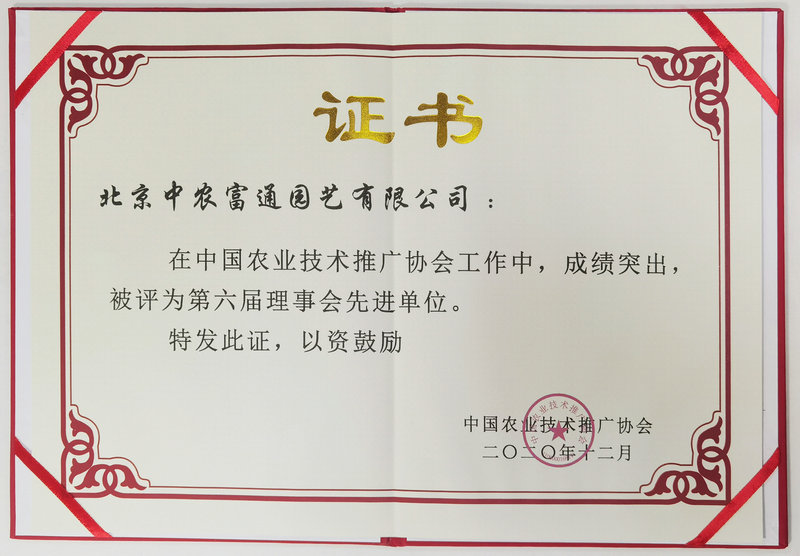 证书
北京中农富通园艺有限公司：
在中国农业技术推广协会工作中，成绩突出，
被评为第六届理事会先进单位。
特发此证，以资鼓励
中国农业技术推广协会
二〇二〇年十二月